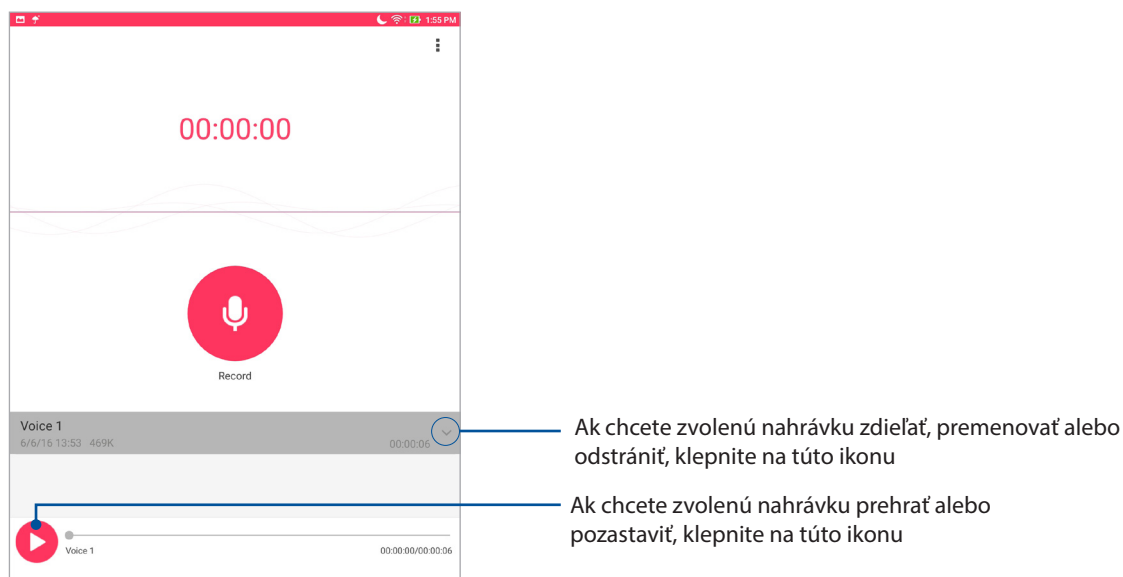 1:55 PM
00:00:00
Record
Voice 1
6/6/16 13:53 469K
00:00:06
Ak chcete zvolenú nahrávku zdieľať, premenovať alebo
odstrániť, klepnite na túto ikonu
Ak chcete zvolenú nahrávku prehrať alebo
pozastaviť, klepnite na túto ikonu
Voice 1
00:00:00/00:00:06